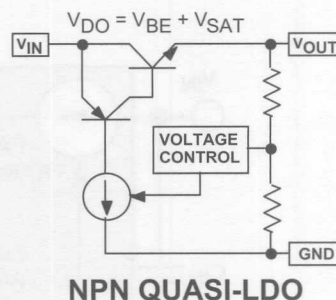 V_DO = V_BE + V_SAT
V_IN
V_OUT
VOLTAGE
CONTROL
GND
NPN QUASI-LDO